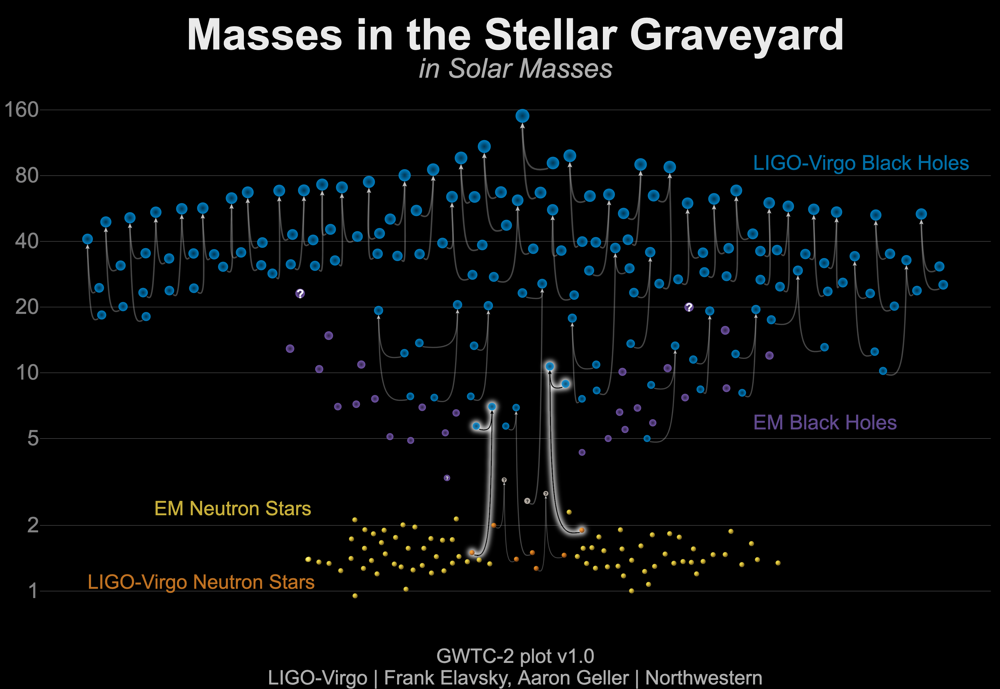 Masses in the Stellar Graveyard
in Solar Masses
160
LIGO-Virgo Black Holes
80
40
?
20
?
10
EM Black Holes
5
?
?
?
?
EM Neutron Stars
2
LIGO-Virgo Neutron Stars
1
GWTC-2 plot v1.0
LIGO-Virgo | Frank Elavsky, Aaron Geller | Northwestern